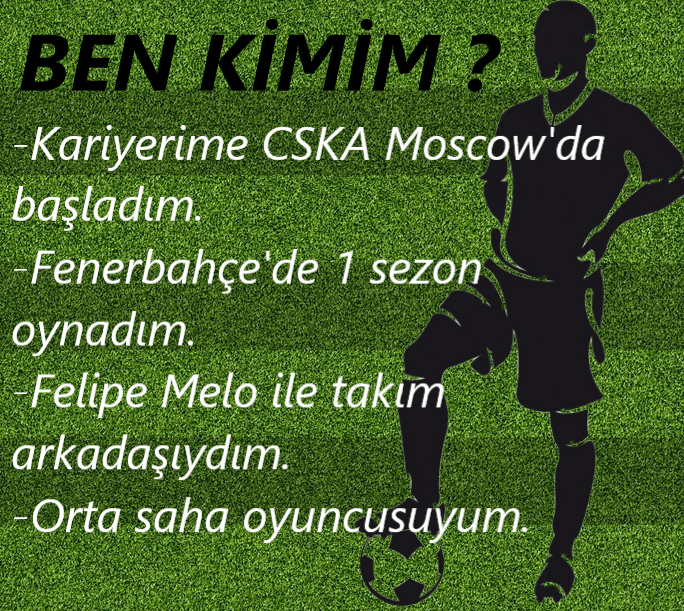 BEN KİMİM ?
-Kariyerime CSKA Moscow'da
başladım.
-Fenerbahçe'de 1 sezon
oynadım.
-Felipe Melo ile takım
arkadaşıydım.
-Orta saha oyuncusuyum.